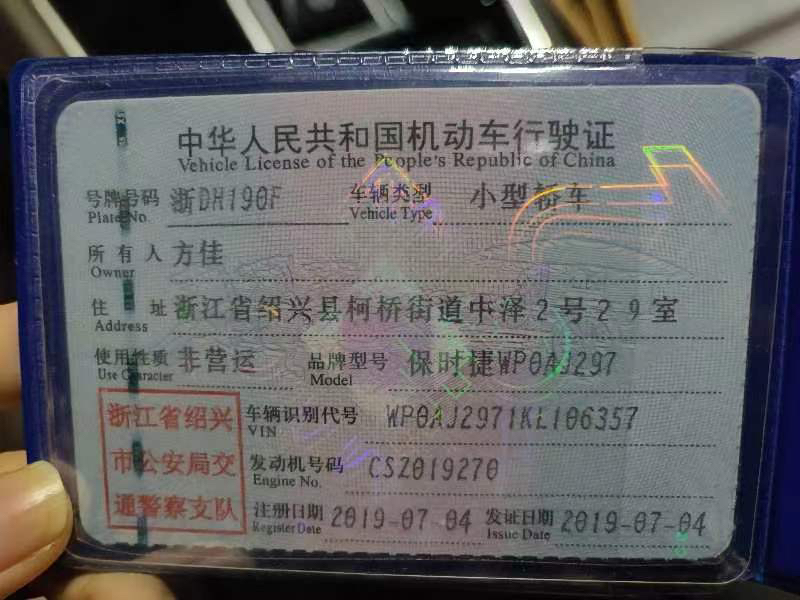 中华人民共和国机动车行驶证
Vehicle License of the People's Republic of China
号牌号码 浙DH190F 车辆类型 小型轿车
Plate No. Vehicle Type
所有人 方佳
Owner
住址 浙江省绍兴县柯桥街道中泽2号29室
Address
使用性质 非营运 品牌型号 保时捷WP0AJ297
Use Character Model
浙江省绍兴 车辆识别代号 WP0AJ2971KL106357
VIN
市公安局交 发动机号码 CSZ019270
Engine No.
通警察支队 注册日期 2019-07-04 发证日期 2019-07-04
Register Date Issue Date